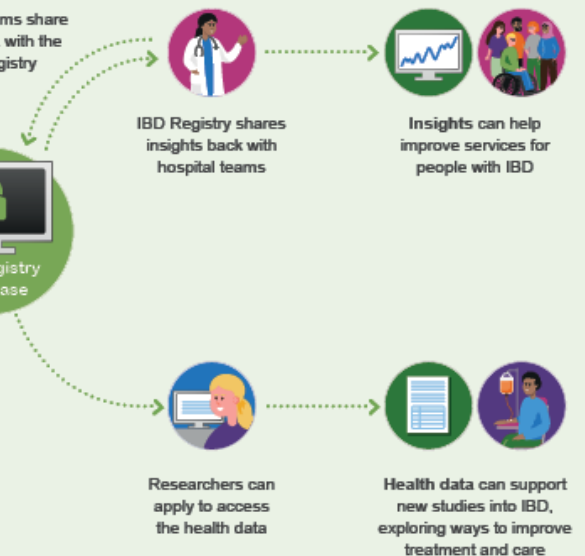 ms share
with the
gistry
IBD Registry shares
insights back with
hospital teams
Insights can help
improve services for
people with IBD
gistry
ase
Researchers can
apply to access
the health data
Health data can support
new studies into IBD,
exploring ways to improve
treatment and care